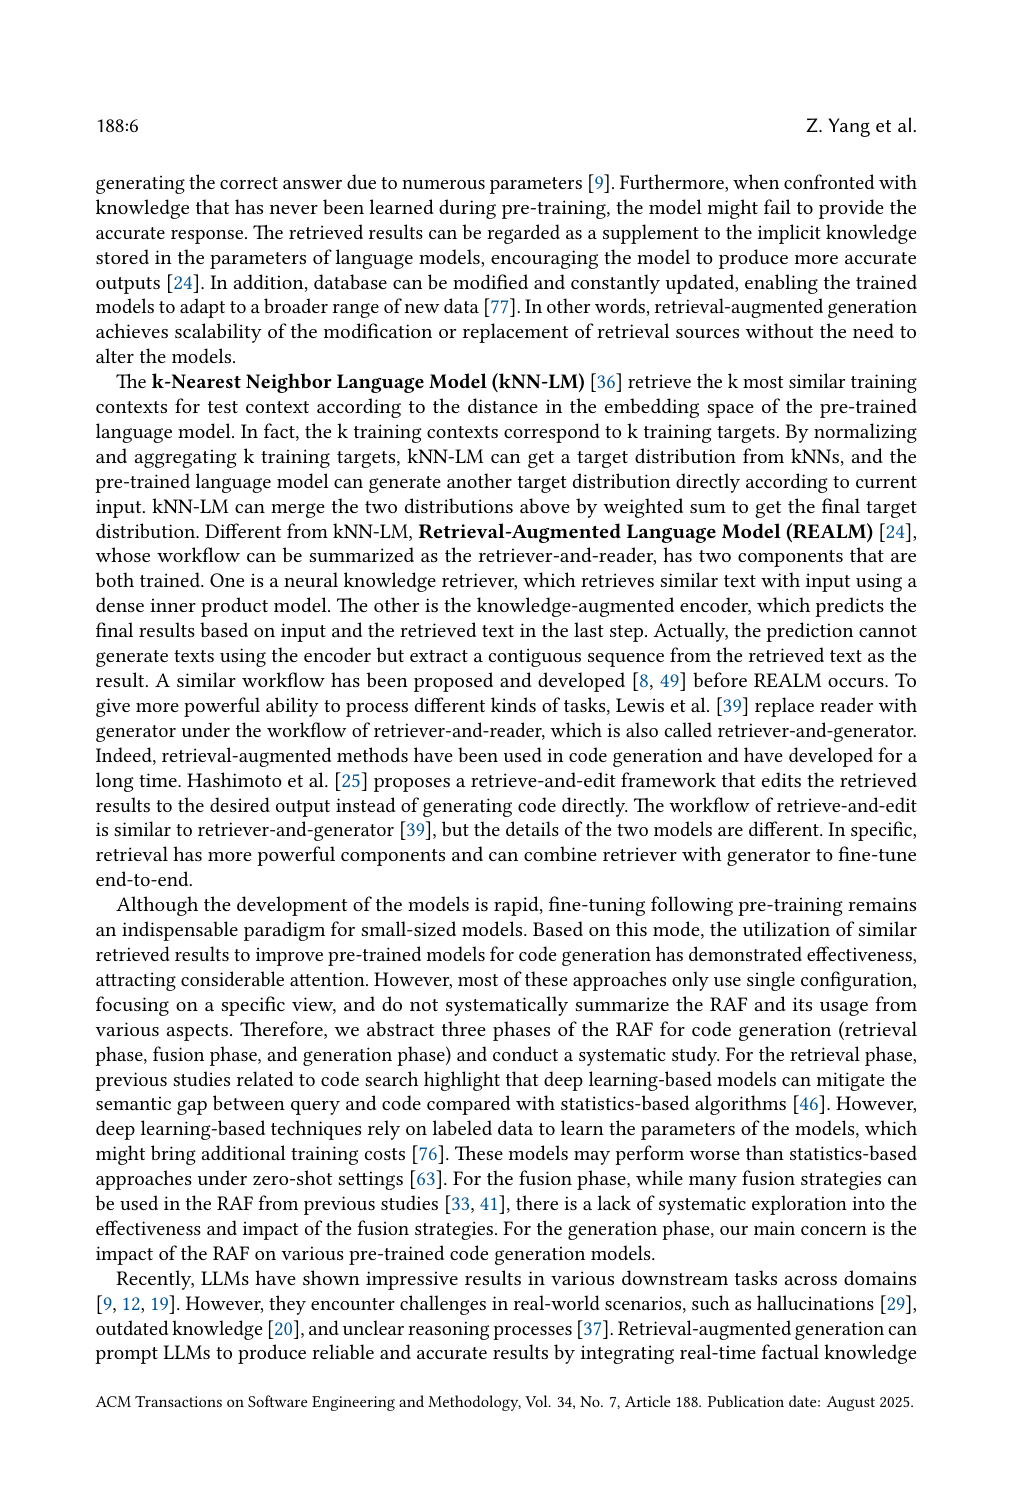 188:6
Z. Yang et al.
generating the correct answer due to numerous parameters [9]. Furthermore, when confronted with
knowledge that has never been learned during pre-training, the model might fail to provide the
accurate response. The retrieved results can be regarded as a supplement to the implicit knowledge
stored in the parameters of language models, encouraging the model to produce more accurate
outputs [24]. In addition, database can be modified and constantly updated, enabling the trained
models to adapt to a broader range of new data [77]. In other words, retrieval-augmented generation
achieves scalability of the modification or replacement of retrieval sources without the need to
alter the models.
The k-Nearest Neighbor Language Model (kNN-LM) [36] retrieve the k most similar training
contexts for test context according to the distance in the embedding space of the pre-trained
language model. In fact, the k training contexts correspond to k training targets. By normalizing
and aggregating k training targets, kNN-LM can get a target distribution from kNNs, and the
pre-trained language model can generate another target distribution directly according to current
input. kNN-LM can merge the two distributions above by weighted sum to get the final target
distribution. Different from kNN-LM, Retrieval-Augmented Language Model (REALM) [24],
whose workflow can be summarized as the retriever-and-reader, has two components that are
both trained. One is a neural knowledge retriever, which retrieves similar text with input using a
dense inner product model. The other is the knowledge-augmented encoder, which predicts the
final results based on input and the retrieved text in the last step. Actually, the prediction cannot
generate texts using the encoder but extract a contiguous sequence from the retrieved text as the
result. A similar workflow has been proposed and developed [8, 49] before REALM occurs. To
give more powerful ability to process different kinds of tasks, Lewis et al. [39] replace reader with
generator under the workflow of retriever-and-reader, which is also called retriever-and-generator.
Indeed, retrieval-augmented methods have been used in code generation and have developed for a
long time. Hashimoto et al. [25] proposes a retrieve-and-edit framework that edits the retrieved
results to the desired output instead of generating code directly. The workflow of retrieve-and-edit
is similar to retriever-and-generator [39], but the details of the two models are different. In specific,
retrieval has more powerful components and can combine retriever with generator to fine-tune
end-to-end.
Although the development of the models is rapid, fine-tuning following pre-training remains
an indispensable paradigm for small-sized models. Based on this mode, the utilization of similar
retrieved results to improve pre-trained models for code generation has demonstrated effectiveness,
attracting considerable attention. However, most of these approaches only use single configuration,
focusing on a specific view, and do not systematically summarize the RAF and its usage from
various aspects. Therefore, we abstract three phases of the RAF for code generation (retrieval
phase, fusion phase, and generation phase) and conduct a systematic study. For the retrieval phase,
previous studies related to code search highlight that deep learning-based models can mitigate the
semantic gap between query and code compared with statistics-based algorithms [46]. However,
deep learning-based techniques rely on labeled data to learn the parameters of the models, which
might bring additional training costs [76]. These models may perform worse than statistics-based
approaches under zero-shot settings [63]. For the fusion phase, while many fusion strategies can
be used in the RAF from previous studies [33, 41], there is a lack of systematic exploration into the
effectiveness and impact of the fusion strategies. For the generation phase, our main concern is the
impact of the RAF on various pre-trained code generation models.
Recently, LLMs have shown impressive results in various downstream tasks across domains
[9, 12, 19]. However, they encounter challenges in real-world scenarios, such as hallucinations [29],
outdated knowledge [20], and unclear reasoning processes [37]. Retrieval-augmented generation can
prompt LLMs to produce reliable and accurate results by integrating real-time factual knowledge
ACM Transactions on Software Engineering and Methodology, Vol. 34, No. 7, Article 188. Publication date: August 2025.